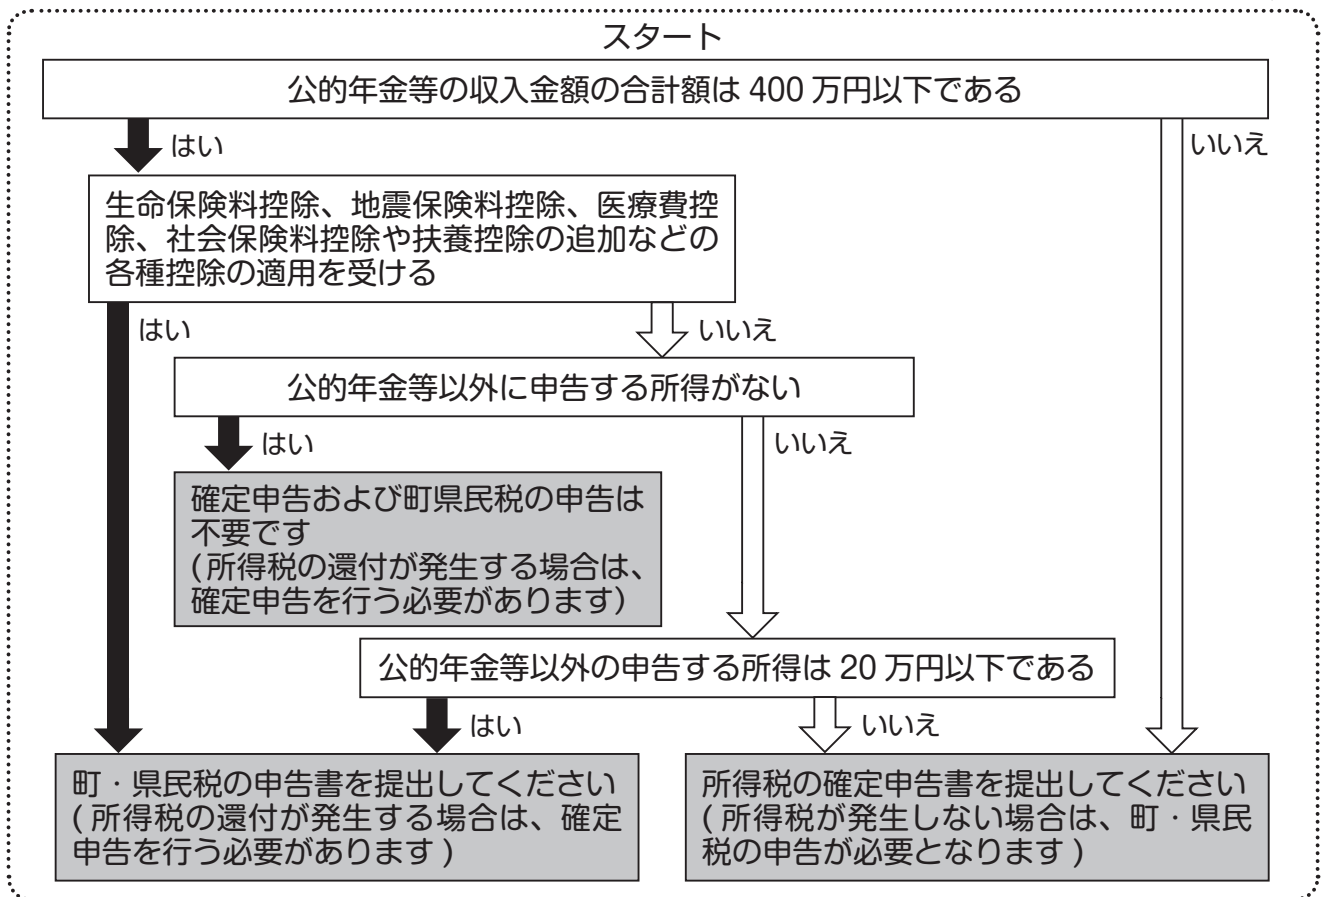 スタート
公的年金等の収入金額の合計額は 400 万円以下である
はい
いいえ
生命保険料控除、地震保険料控除、医療費控
除、社会保険料控除や扶養控除の追加などの
各種控除の適用を受ける
はい
いいえ
公的年金等以外に申告する所得がない
はい
いいえ
確定申告および町県民税の申告は
不要です
(所得税の還付が発生する場合は、
確定申告を行う必要があります)
公的年金等以外の申告する所得は 20 万円以下である
はい
いいえ
町・県民税の申告書を提出してください
( 所得税の還付が発生する場合は、確定
申告を行う必要があります )
所得税の確定申告書を提出してください
( 所得税が発生しない場合は、町・県民
税の申告が必要となります )